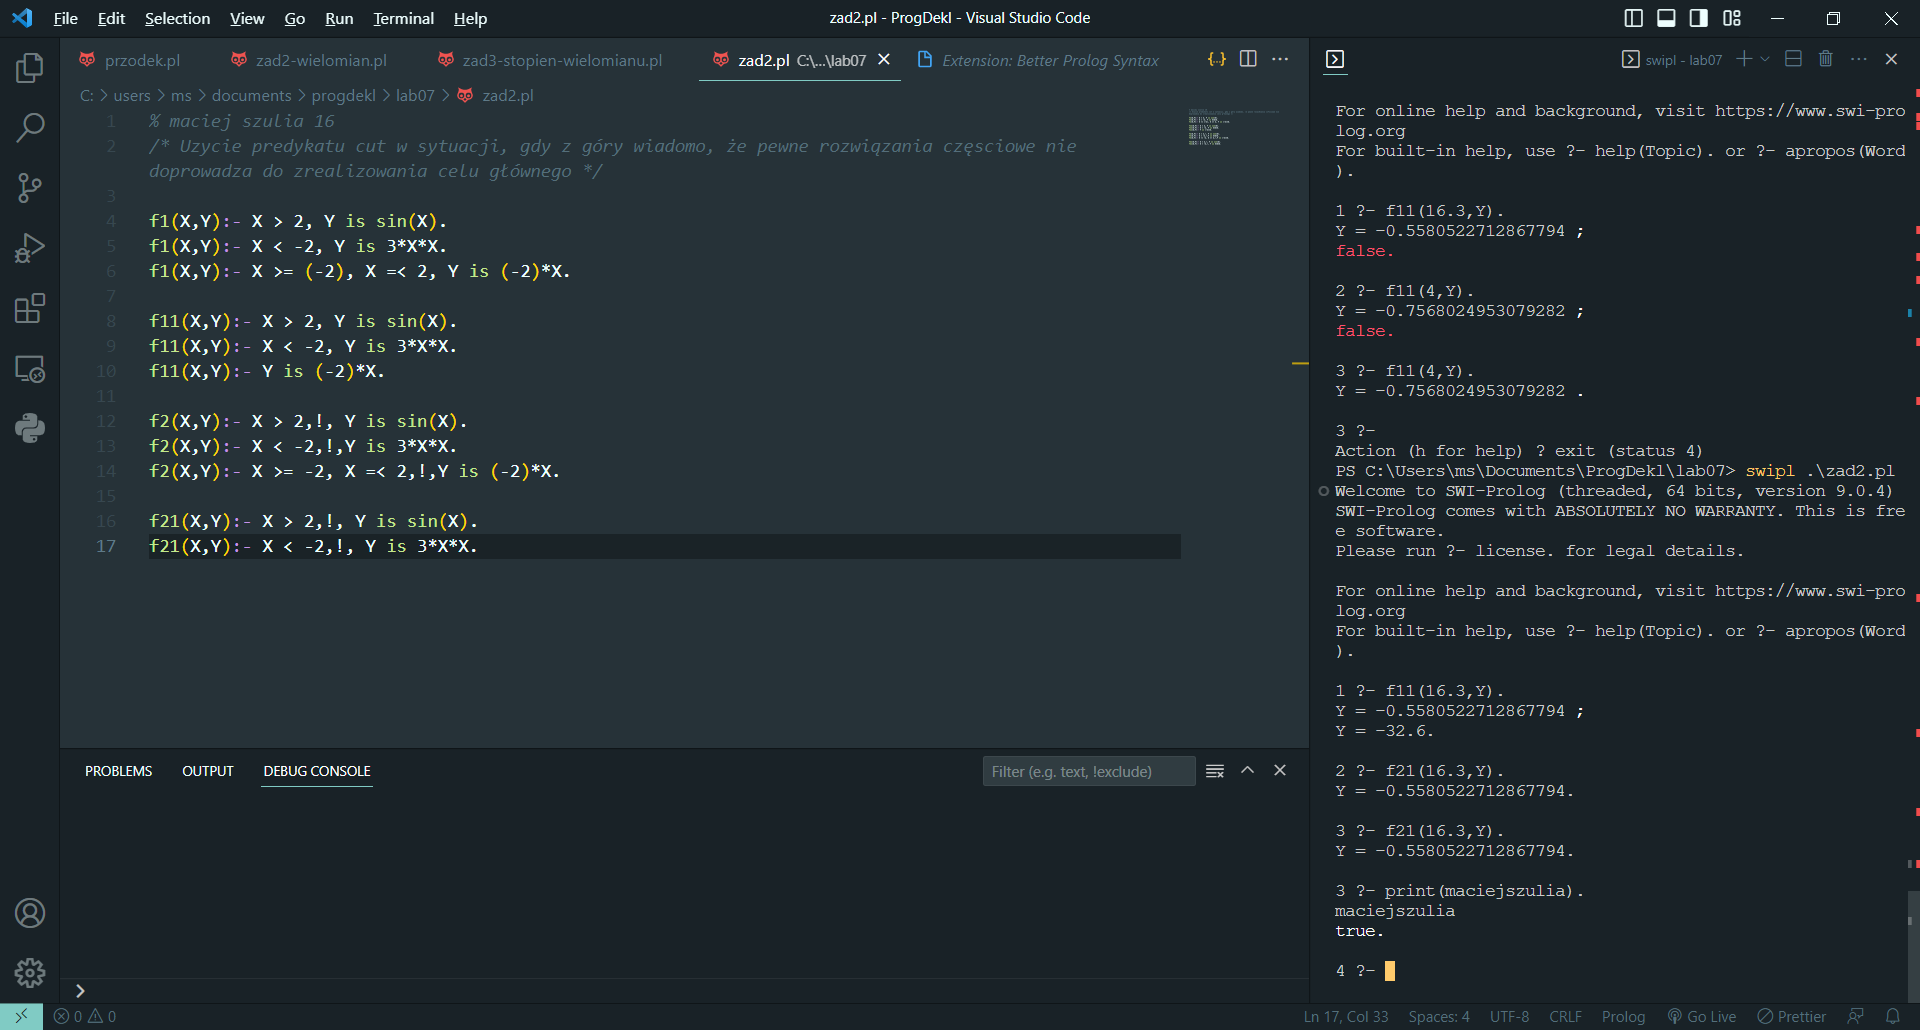 File Edit Selection View Go Run Terminal Help
zad2.pl - ProgDekl - Visual Studio Code
przodek.pl
zad2-wielomian.pl
zad3-stopien-wielomianu.pl
zad2.pl C:\...\lab07
Extension: Better Prolog Syntax
C: > users > ms > documents > progdekl > lab07 > zad2.pl
1 % maciej szulia 16
2 /* Uzycie predykatu cut w sytuacji, gdy z góry wiadomo, że pewne rozwiązania częsciowe nie
doprowadza do zrealizowania celu głównego */
3
4 f1(X,Y):- X > 2, Y is sin(X).
5 f1(X,Y):- X < -2, Y is 3*X*X.
6 f1(X,Y):- X >= (-2), X =< 2, Y is (-2)*X.
7
8 f11(X,Y):- X > 2, Y is sin(X).
9 f11(X,Y):- X < -2, Y is 3*X*X.
10 f11(X,Y):- Y is (-2)*X.
11
12 f2(X,Y):- X > 2,!, Y is sin(X).
13 f2(X,Y):- X < -2,!,Y is 3*X*X.
14 f2(X,Y):- X >= -2, X =< 2,!,Y is (-2)*X.
15
16 f21(X,Y):- X > 2,!, Y is sin(X).
17 f21(X,Y):- X < -2,!, Y is 3*X*X.
PROBLEMS OUTPUT DEBUG CONSOLE
Filter (e.g. text, !exclude)
swipl - lab07
For online help and background, visit https://www.swi-pro
log.org
For built-in help, use ?- help(Topic). or ?- apropos(Word
).
1 ?- f11(16.3,Y).
Y = -0.5580522712867794 ;
false.
2 ?- f11(4,Y).
Y = -0.7568024953079282 ;
false.
3 ?- f11(4,Y).
Y = -0.7568024953079282 .
3 ?-
Action (h for help) ? exit (status 4)
PS C:\Users\ms\Documents\ProgDekl\lab07> swipl .\zad2.pl
Welcome to SWI-Prolog (threaded, 64 bits, version 9.0.4)
SWI-Prolog comes with ABSOLUTELY NO WARRANTY. This is fre
e software.
Please run ?- license. for legal details.
For online help and background, visit https://www.swi-pro
log.org
For built-in help, use ?- help(Topic). or ?- apropos(Word
).
1 ?- f11(16.3,Y).
Y = -0.5580522712867794 ;
Y = -32.6.
2 ?- f21(16.3,Y).
Y = -0.5580522712867794.
3 ?- f21(16.3,Y).
Y = -0.5580522712867794.
3 ?- print(maciejszulia).
maciejszulia
true.
4 ?-
0 0
Ln 17, Col 33 Spaces: 4 UTF-8 CRLF Prolog Go Live Prettier